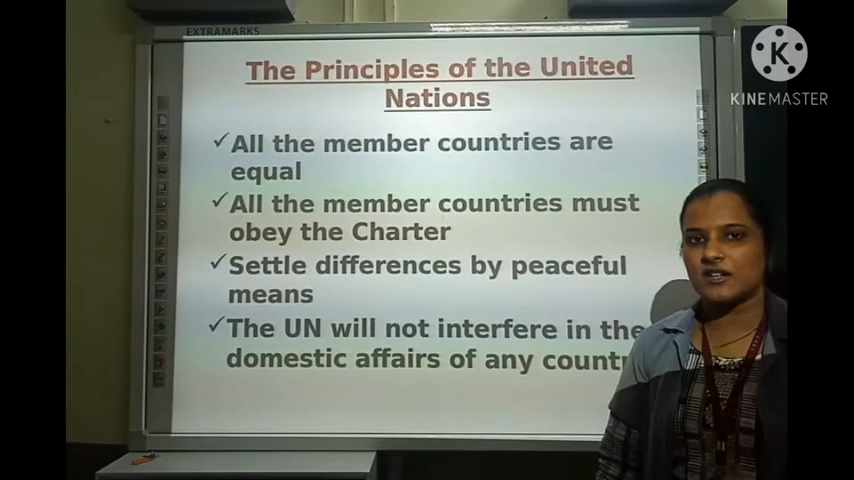 EXTRAMARKS
The Principles of the United
Nations
✓All the member countries are
equal
✓All the member countries must
obey the Charter
✓Settle differences by peaceful
means
✓The UN will not interfere in the
domestic affairs of any countr
K
KINEMASTER